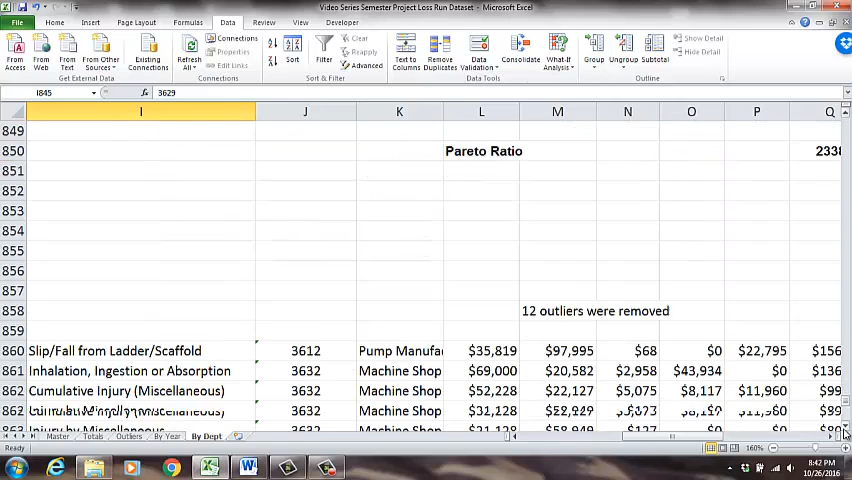 Video Series Semester Project Loss Run Dataset - Microsoft Excel
File Home Insert Page Layout Formulas Data Review View Developer
From Access From Web From Text From Other Sources Existing Connections Refresh All Connections Properties Edit Links Sort Filter Clear Reapply Advanced Text to Columns Remove Duplicates Data Validation Consolidate What-If Analysis Group Ungroup Subtotal Show Detail Hide Detail
Get External Data Connections Sort & Filter Data Tools Outline
I845 fx 3629
I J K L M N O P Q
849
850 Pareto Ratio 2338
851
852
853
854
855
856
857
858 12 outliers were removed
859
860 Slip/Fall from Ladder/Scaffold 3612 Pump Manufa $35,819 $97,995 $68 $0 $22,795 $156
861 Inhalation, Ingestion or Absorption 3632 Machine Shop $69,000 $20,582 $2,958 $43,934 $0 $136
862 Cumulative Injury (Miscellaneous) 3632 Machine Shop $52,228 $22,127 $5,075 $8,117 $11,960 $99
862 3632 Machine Shop $99
Master Totals Outliers By Year By Dept
Ready 160%
8:42 PM
10/26/2016